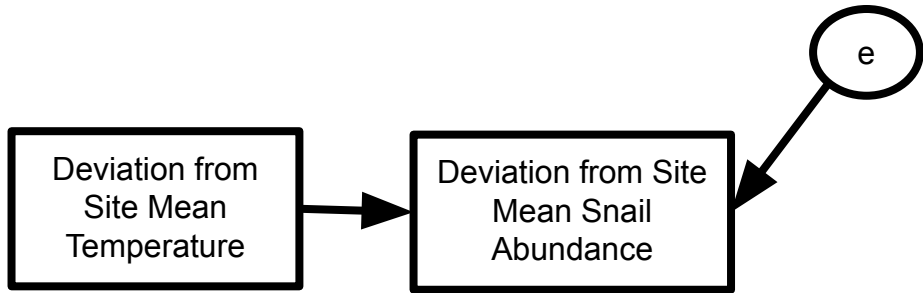 e
Deviation from
Site Mean
Temperature
Deviation from Site
Mean Snail
Abundance